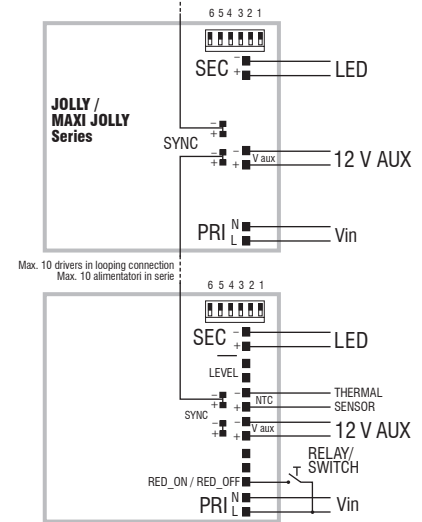 6 5 4 3 2 1
SEC - +
LED
JOLLY /
MAXI JOLLY
Series
SYNC
- +
- + - + V aux
12 V AUX
PRI N L
Vin
Max. 10 drivers in looping connection
Max. 10 alimentatori in serie
6 5 4 3 2 1
SEC - +
LED
LEVEL
- + NTC - +
THERMAL
SENSOR
SYNC
- + - + V aux
12 V AUX
RELAY/
SWITCH
T
RED_ON / RED_OFF
PRI N L
Vin